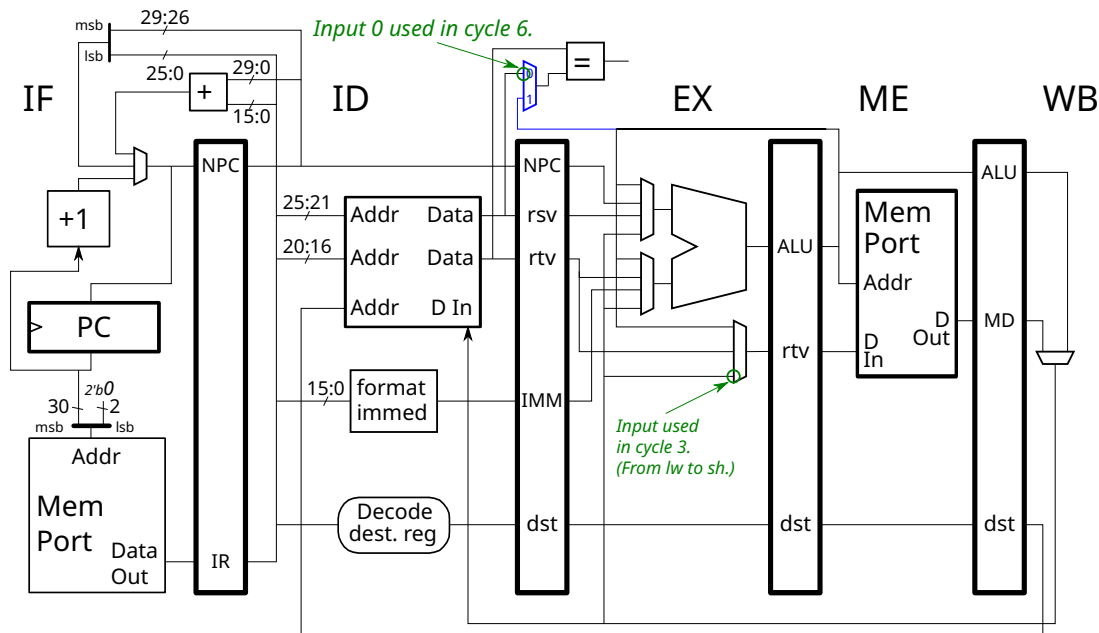 29:26
msb
Input 0 used in cycle 6.
lsb
=
0
25:0
29:0
+
1
15:0
IF
ID
EX
ME
WB
NPC
NPC
ALU
+1
25:21
Addr
Data
rsv
Mem
Port
20:16
Addr
Data
rtv
ALU
Addr
Addr
D In
PC
D
Out
MD
D
In
rtv
2'b0
30
2
msb
lsb
15:0
format
immed
IMM
Input used
in cycle 3.
(From lw to sh.)
Addr
Mem
Port
Data
Out
IR
Decode
dest. reg
dst
dst
dst